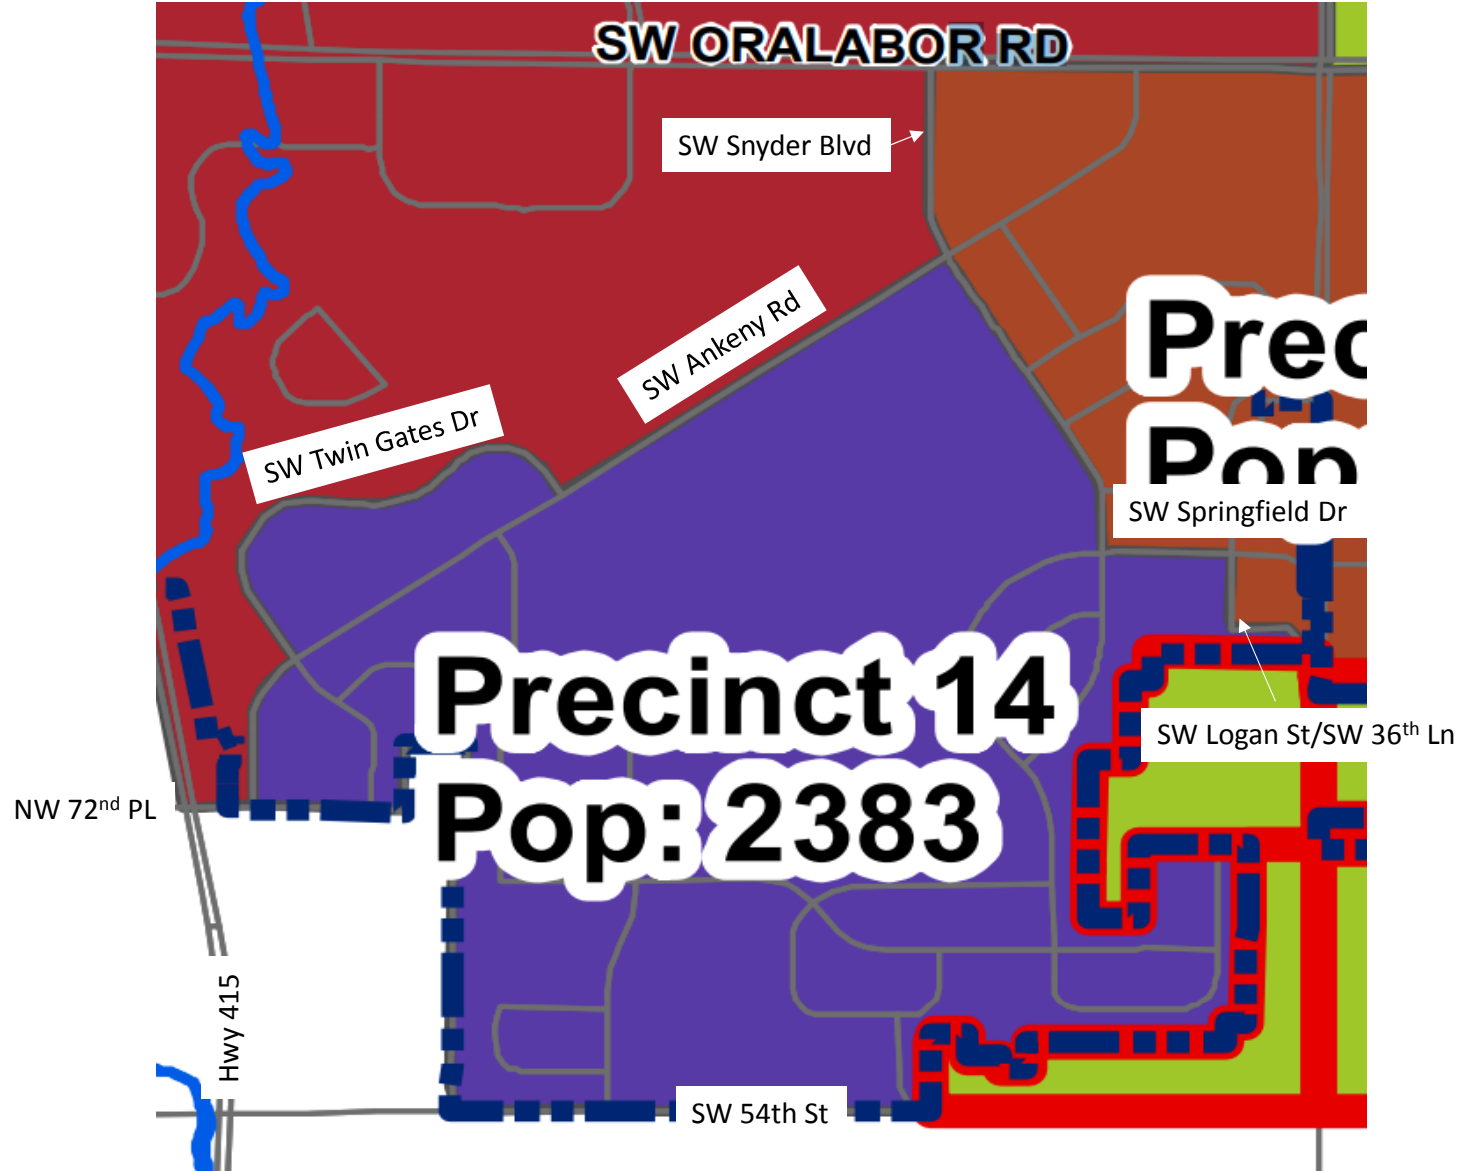 SW ORALABOR RD
SW Snyder Blvd
SW Ankeny Rd
SW Twin Gates Dr
SW Springfield Dr
Precinct 14
Pop: 2383
SW Logan St/SW 36th Ln
NW 72nd PL
Hwy 415
SW 54th St